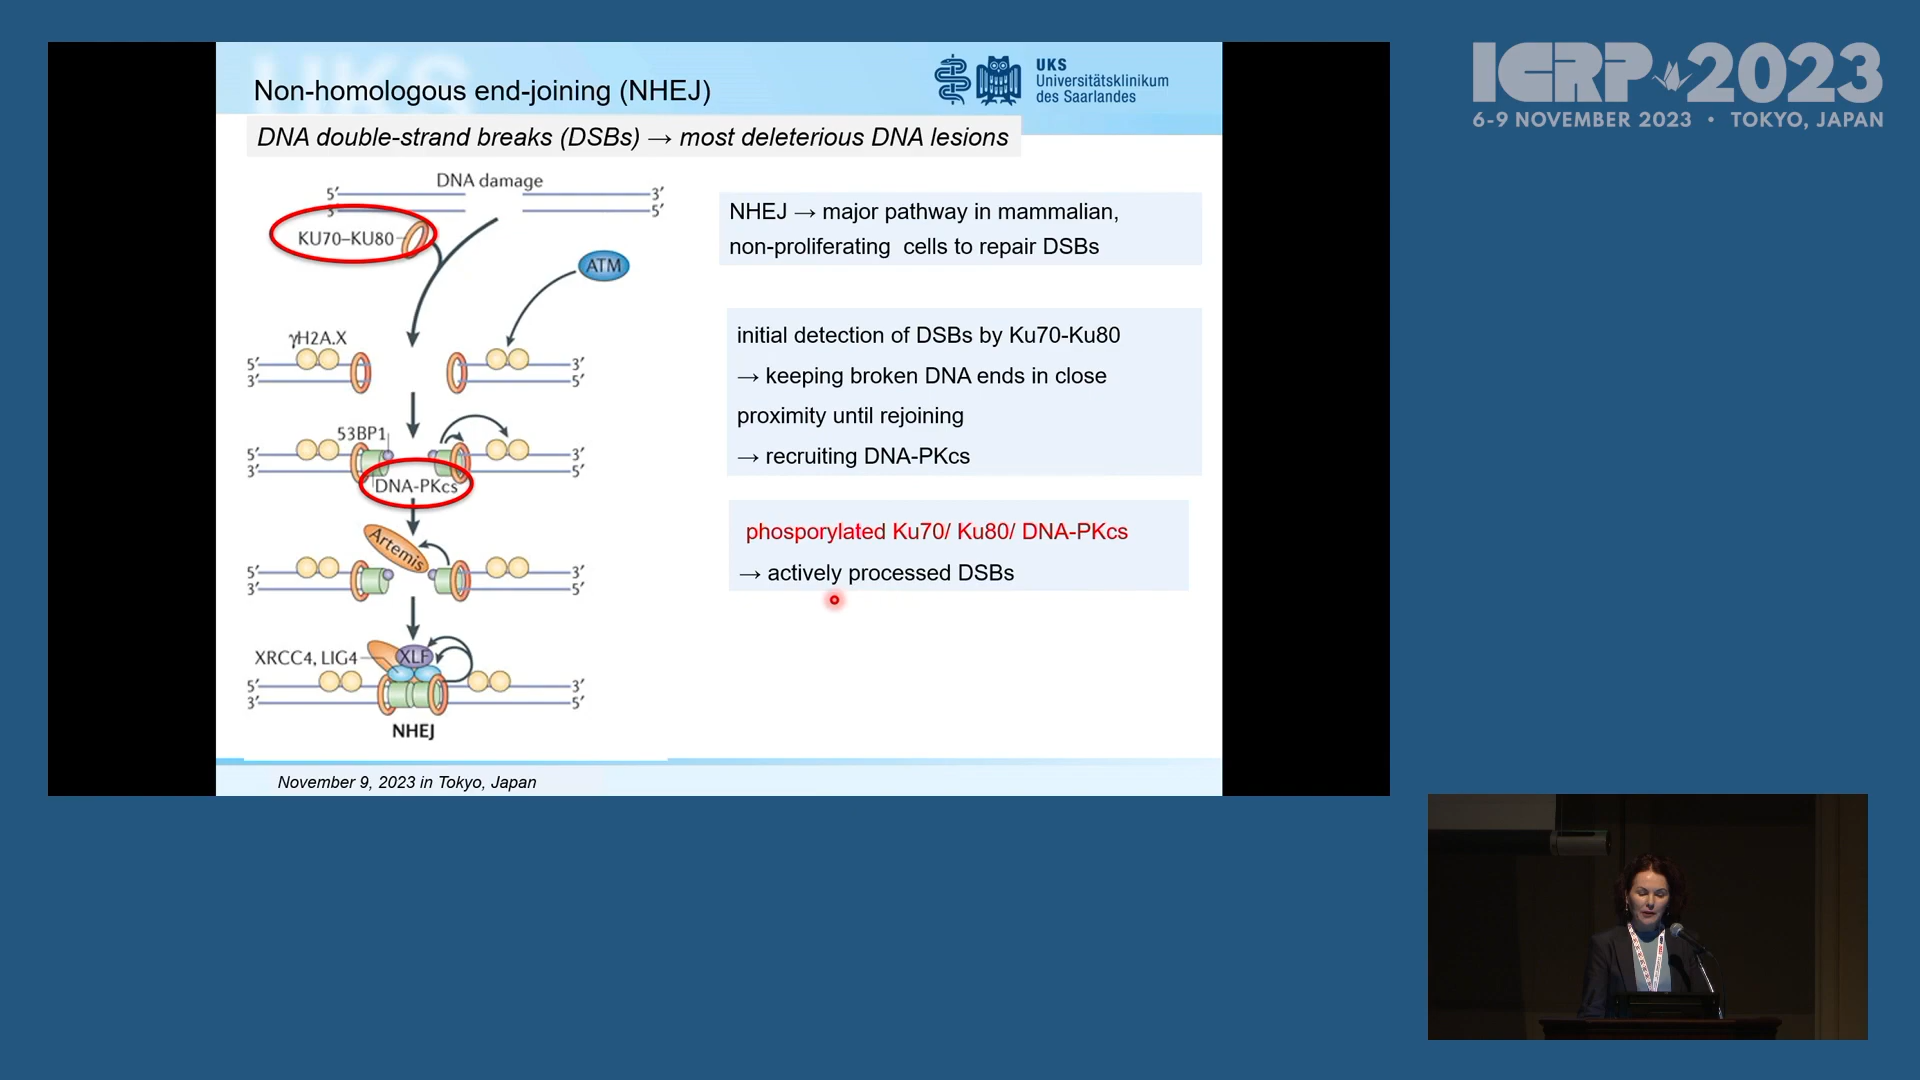 ICRP 2023
6-9 NOVEMBER 2023 • TOKYO, JAPAN
UKS
Non-homologous end-joining (NHEJ)
UKS
Universitätsklinikum
des Saarlandes
DNA double-strand breaks (DSBs) → most deleterious DNA lesions
DNA damage
5′ 3′
3′ 5′
KU70–KU80
ATM
γH2A.X
5′ 3′
3′ 5′
53BP1
5′ 3′
3′ 5′
DNA-PKcs
Artemis
5′ 3′
3′ 5′
XRCC4, LIG4 XLF
5′ 3′
3′ 5′
NHEJ
NHEJ → major pathway in mammalian,
non-proliferating cells to repair DSBs
initial detection of DSBs by Ku70-Ku80
→ keeping broken DNA ends in close
proximity until rejoining
→ recruiting DNA-PKcs
phosporylated Ku70/ Ku80/ DNA-PKcs
→ actively processed DSBs
November 9, 2023 in Tokyo, Japan